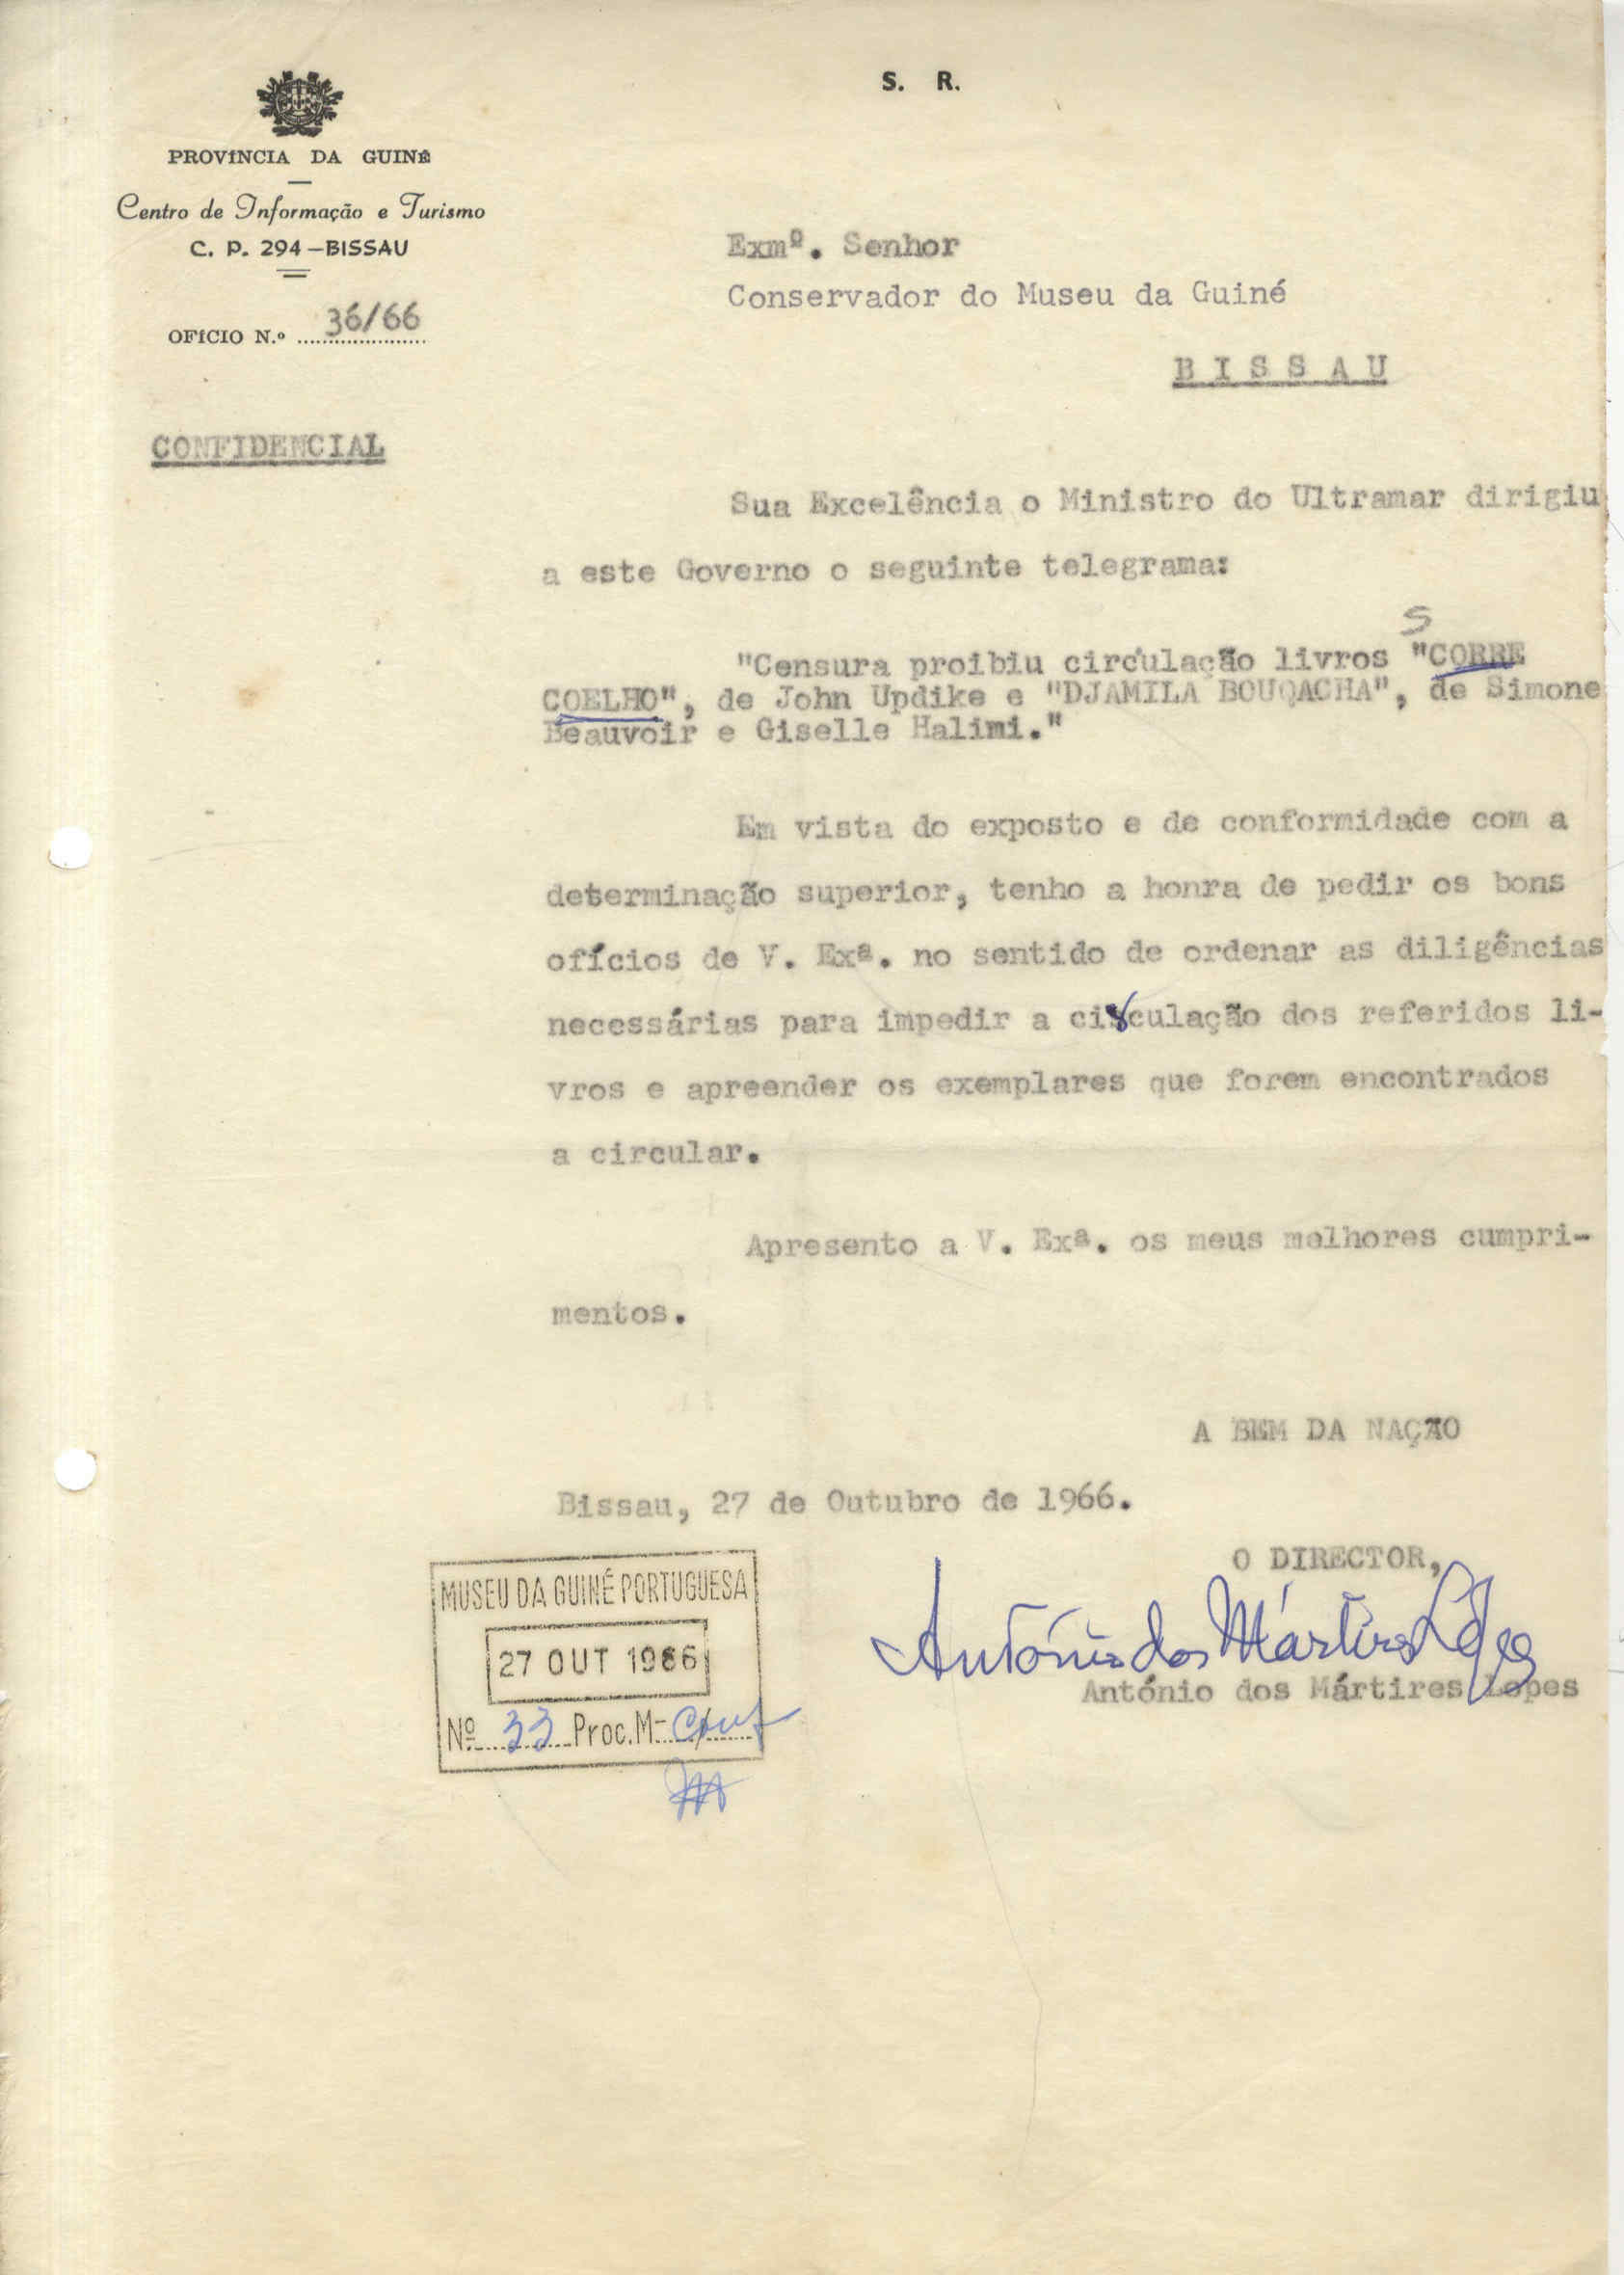 S. R.
PROVÍNCIA DA GUINÉ
Centro de Informação e Turismo
C. P. 294 – BISSAU
OFÍCIO N.º 36/66
Exmº. Senhor
Conservador do Museu da Guiné
B I S S A U
CONFIDENCIAL
Sua Excelência o Ministro do Ultramar dirigiu
a este Governo o seguinte telegrama:
"Censura proibiu circulação livros "CORRE
COELHO", de John Updike e "DJAMILA BOUQACHA", de Simone
Beauvoir e Giselle Halimi."
Em vista do exposto e de conformidade com a
determinação superior, tenho a honra de pedir os bons
ofícios de V. Exª. no sentido de ordenar as diligências
necessárias para impedir a circulação dos referidos li-
vros e apreender os exemplares que forem encontrados
a circular.
Apresento a V. Exª. os meus melhores cumpri-
mentos.
A BEM DA NAÇÃO
Bissau, 27 de Outubro de 1966.
O DIRECTOR,
António dos Mártires Lopes
António dos Mártires Lopes
MUSEU DA GUINÉ PORTUGUESA
27 OUT 1966
Nº 33 Proc. M-